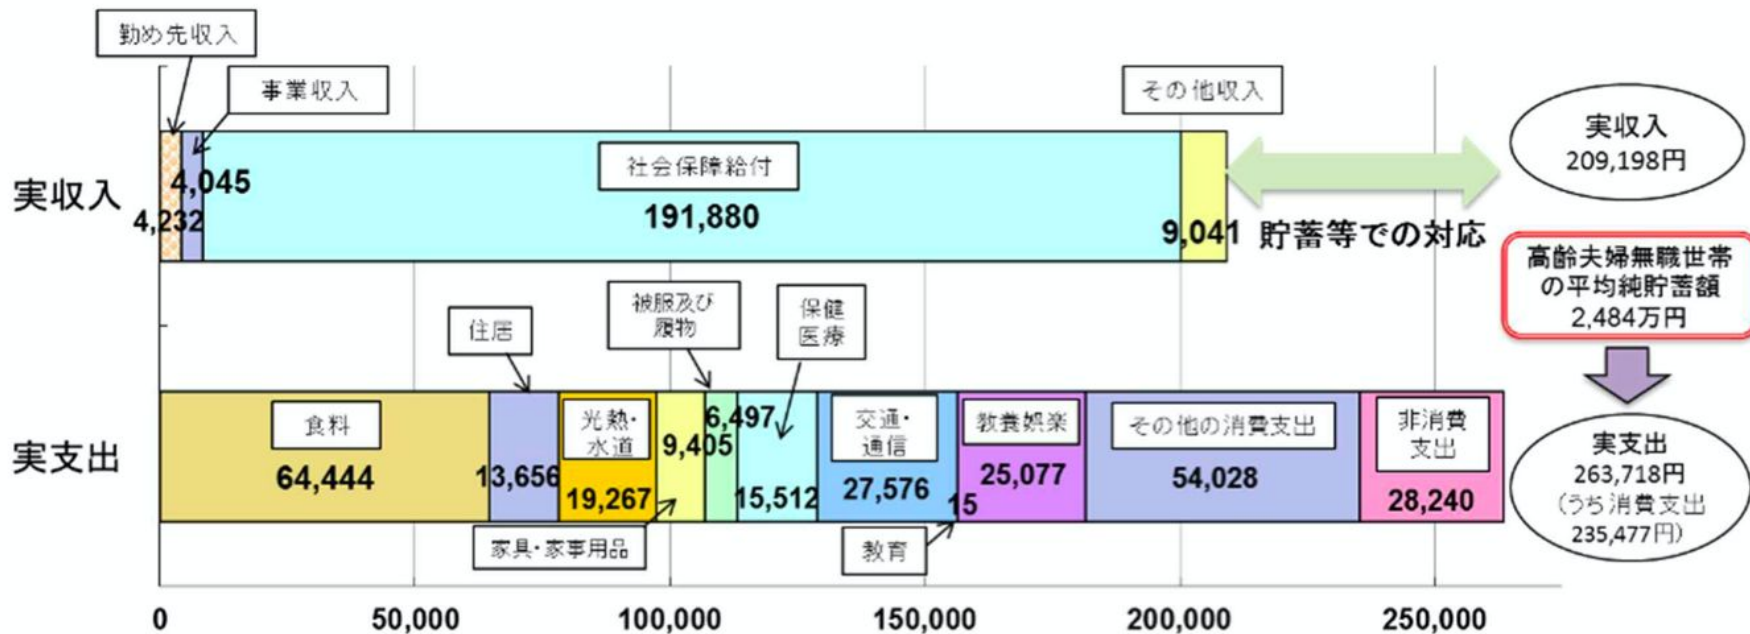 勤め先収入
事業収入
その他収入
実収入
4,232
4,045
社会保障給付
191,880
9,041
貯蓄等での対応
実収入
209,198円
高齢夫婦無職世帯
の平均純貯蓄額
2,484万円
住居
被服及び
履物
保健
医療
実支出
食料
64,444
13,656
光熱・
水道
19,267
9,405
6,497
15,512
交通・
通信
27,576
15
教養娯楽
25,077
その他の消費支出
54,028
非消費
支出
28,240
実支出
263,718円
(うち消費支出
235,477円)
家具・家事用品
教育
0
50,000
100,000
150,000
200,000
250,000